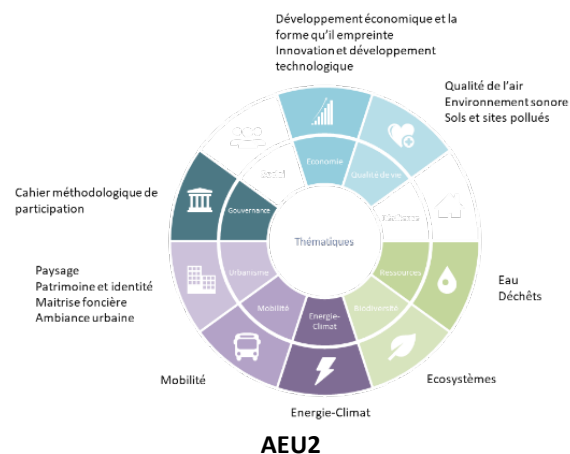 Développement économique et la
forme qu'il empreinte
Innovation et développement
technologique
Qualité de l'air
Environnement sonore
Sols et sites pollués
Economie
Qualité de vie
Social
Cahier méthodologique de
participation
Gouvernance
Thématiques
Paysage
Patrimoine et identité
Maitrise foncière
Ambiance urbaine
Urbanisme
Ressources
Eau
Déchêts
Mobilité
Energie-
Climat
Biodiversité
Mobilité
Ecosystèmes
Energie-Climat
AEU2